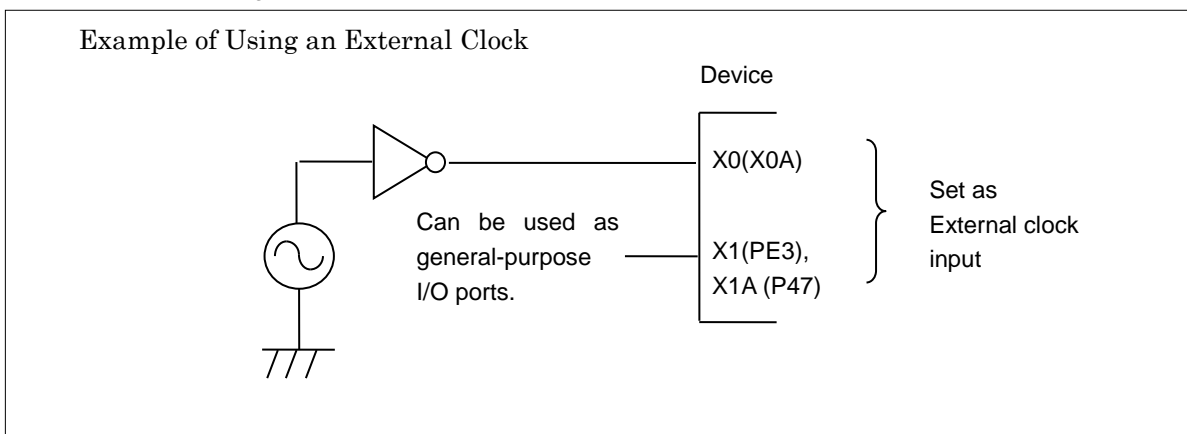 Example of Using an External Clock
Device
X0(X0A)
Can be used as
general-purpose
I/O ports.
X1(PE3),
X1A (P47)
Set as
External clock
input